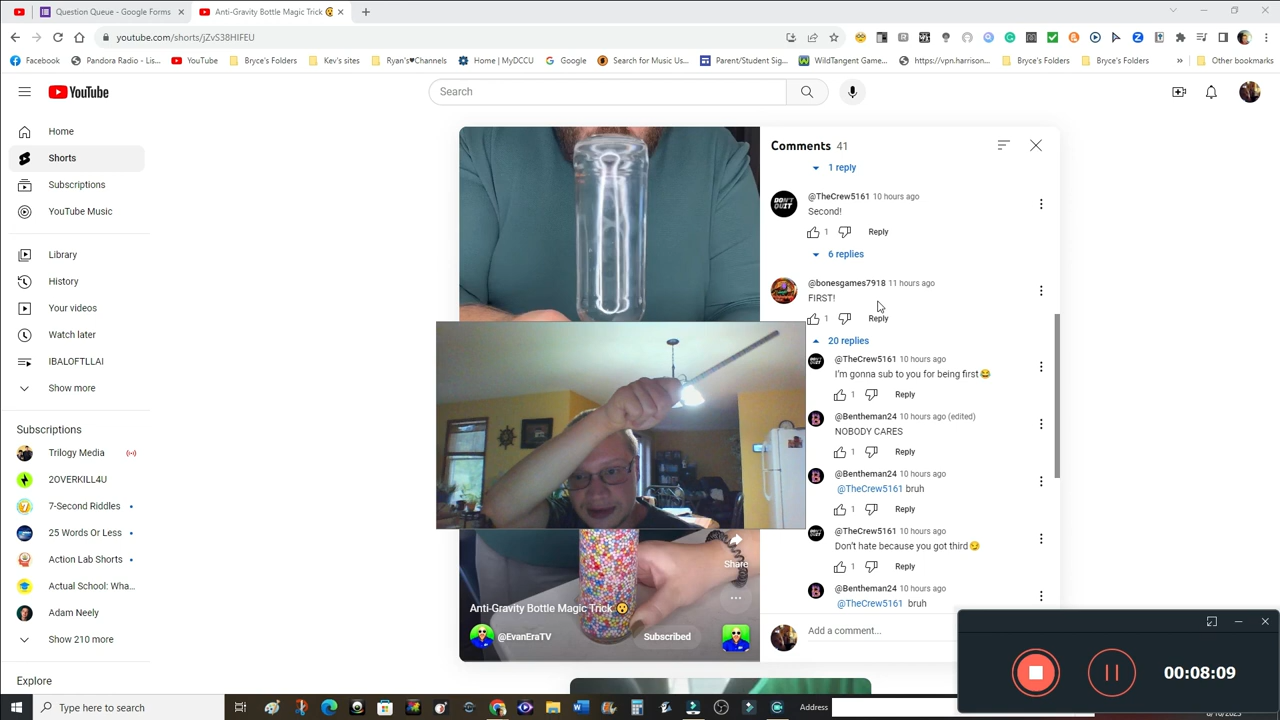 Question Queue - Google Forms
Anti-Gravity Bottle Magic Trick 😮
youtube.com/shorts/jZvS38HIFEU
Facebook
Pandora Radio - Lis...
YouTube
Bryce's Folders
Kev's sites
Ryan's♥Channels
Home | MyDCCU
Google
Search for Music Us...
Parent/Student Sig...
WildTangent Game...
https://vpn.harrison...
Bryce's Folders
Bryce's Folders
»
Other bookmarks
YouTube
Search
Home
Shorts
Subscriptions
YouTube Music
Library
History
Your videos
Watch later
IBALOFTLLAI
Show more
Subscriptions
Trilogy Media
2OVERKILL4U
7-Second Riddles
25 Words Or Less
Action Lab Shorts
Actual School: Wha...
Adam Neely
Show 210 more
Explore
Share
Anti-Gravity Bottle Magic Trick 😮
@EvanEraTV
Subscribed
Comments 41
1 reply
DON'T QUIT
@TheCrew5161 10 hours ago
Second!
1
Reply
6 replies
@bonesgames7918 11 hours ago
FIRST!
1
Reply
20 replies
@TheCrew5161 10 hours ago
I'm gonna sub to you for being first😂
1
Reply
@Bentheman24 10 hours ago (edited)
NOBODY CARES
1
Reply
@Bentheman24 10 hours ago
@TheCrew5161 bruh
1
Reply
@TheCrew5161 10 hours ago
Don't hate because you got third😏
1
Reply
@Bentheman24 10 hours ago
@TheCrew5161 bruh
Add a comment...
00:08:09
Type here to search
Address